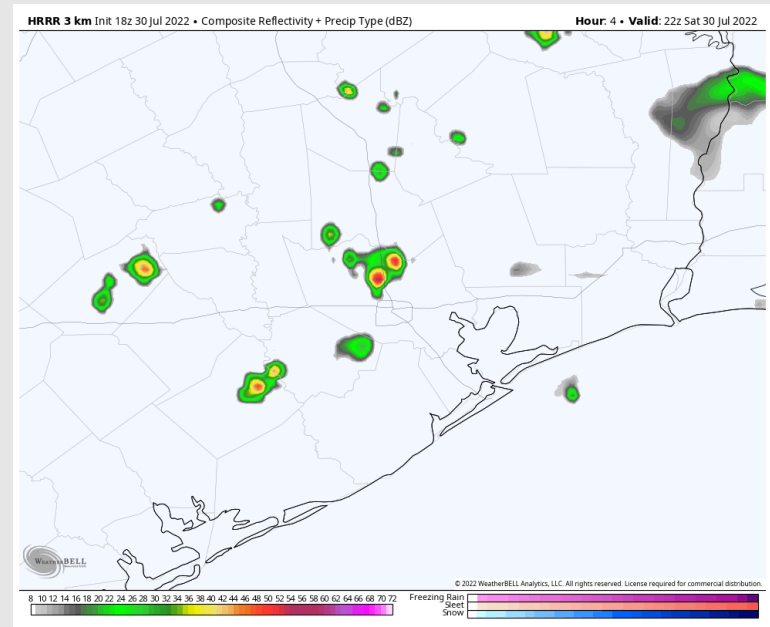 HRRR 3 km Init 18z 30 Jul 2022 • Composite Reflectivity + Precip Type (dBZ) Hour: 4 • Valid: 22z Sat 30 Jul 2022
WeatherBELL
© 2022 WeatherBELL Analytics, LLC. All rights reserved. License required for commercial distribution.
8 10 12 14 16 18 20 22 24 26 28 30 32 34 36 38 40 42 44 46 48 50 52 54 56 58 60 62 64 66 68 70 72
Freezing Rain
Sleet
Snow